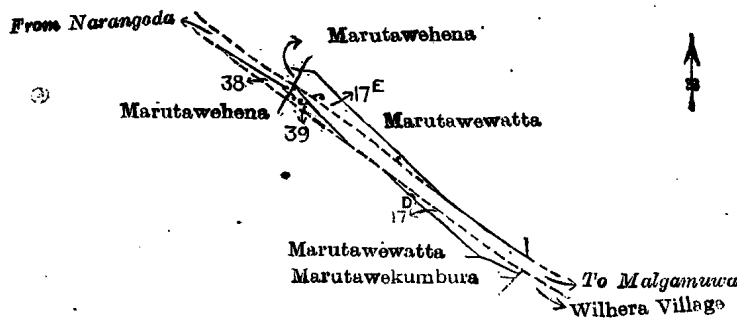 From Narangoda
Marutawehena
38
17E
Marutawehena
39
Marutawewatta
D
17
Marutawewatta
Marutawekumbura
To Malgamuwa
Wilhera Village